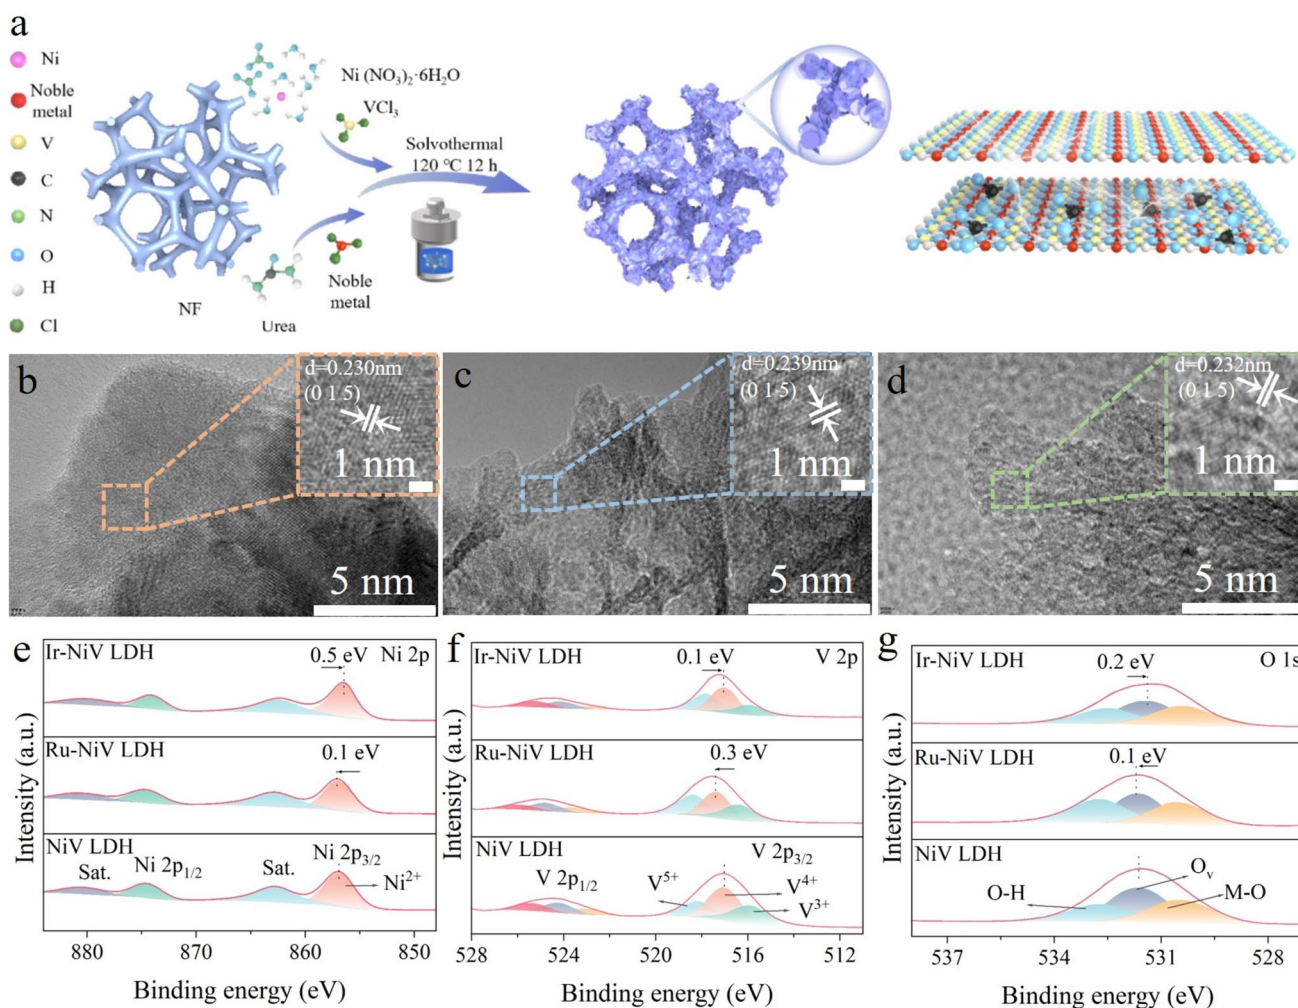 a
Ni
Noble
metal
V
C
N
O
H
Cl
Ni (NO₃)₂·6H₂O
VCl₃
Solvothermal
120 °C 12 h
NF
Urea
Noble
metal
b
d=0.230nm
(0 1 5)
1 nm
5 nm
c
d=0.239nm
(0 1 5)
1 nm
5 nm
d
d=0.232nm
(0 1 5)
1 nm
5 nm
e
Ir-NiV LDH
0.5 eV
Ni 2p
Ru-NiV LDH
0.1 eV
NiV LDH
Sat.
Ni 2p₁/₂
Sat.
Ni 2p₃/₂
Ni²⁺
Intensity (a.u.)
880
870
860
850
Binding energy (eV)
f
Ir-NiV LDH
0.1 eV
V 2p
Ru-NiV LDH
0.3 eV
NiV LDH
V 2p₃/₂
V 2p₁/₂
V⁵⁺
V⁴⁺
V³⁺
Intensity (a.u.)
528
524
520
516
512
Binding energy (eV)
g
Ir-NiV LDH
0.2 eV
O 1s
Ru-NiV LDH
0.1 eV
NiV LDH
Oᵥ
O-H
M-O
Intensity (a.u.)
537
534
531
528
Binding energy (eV)